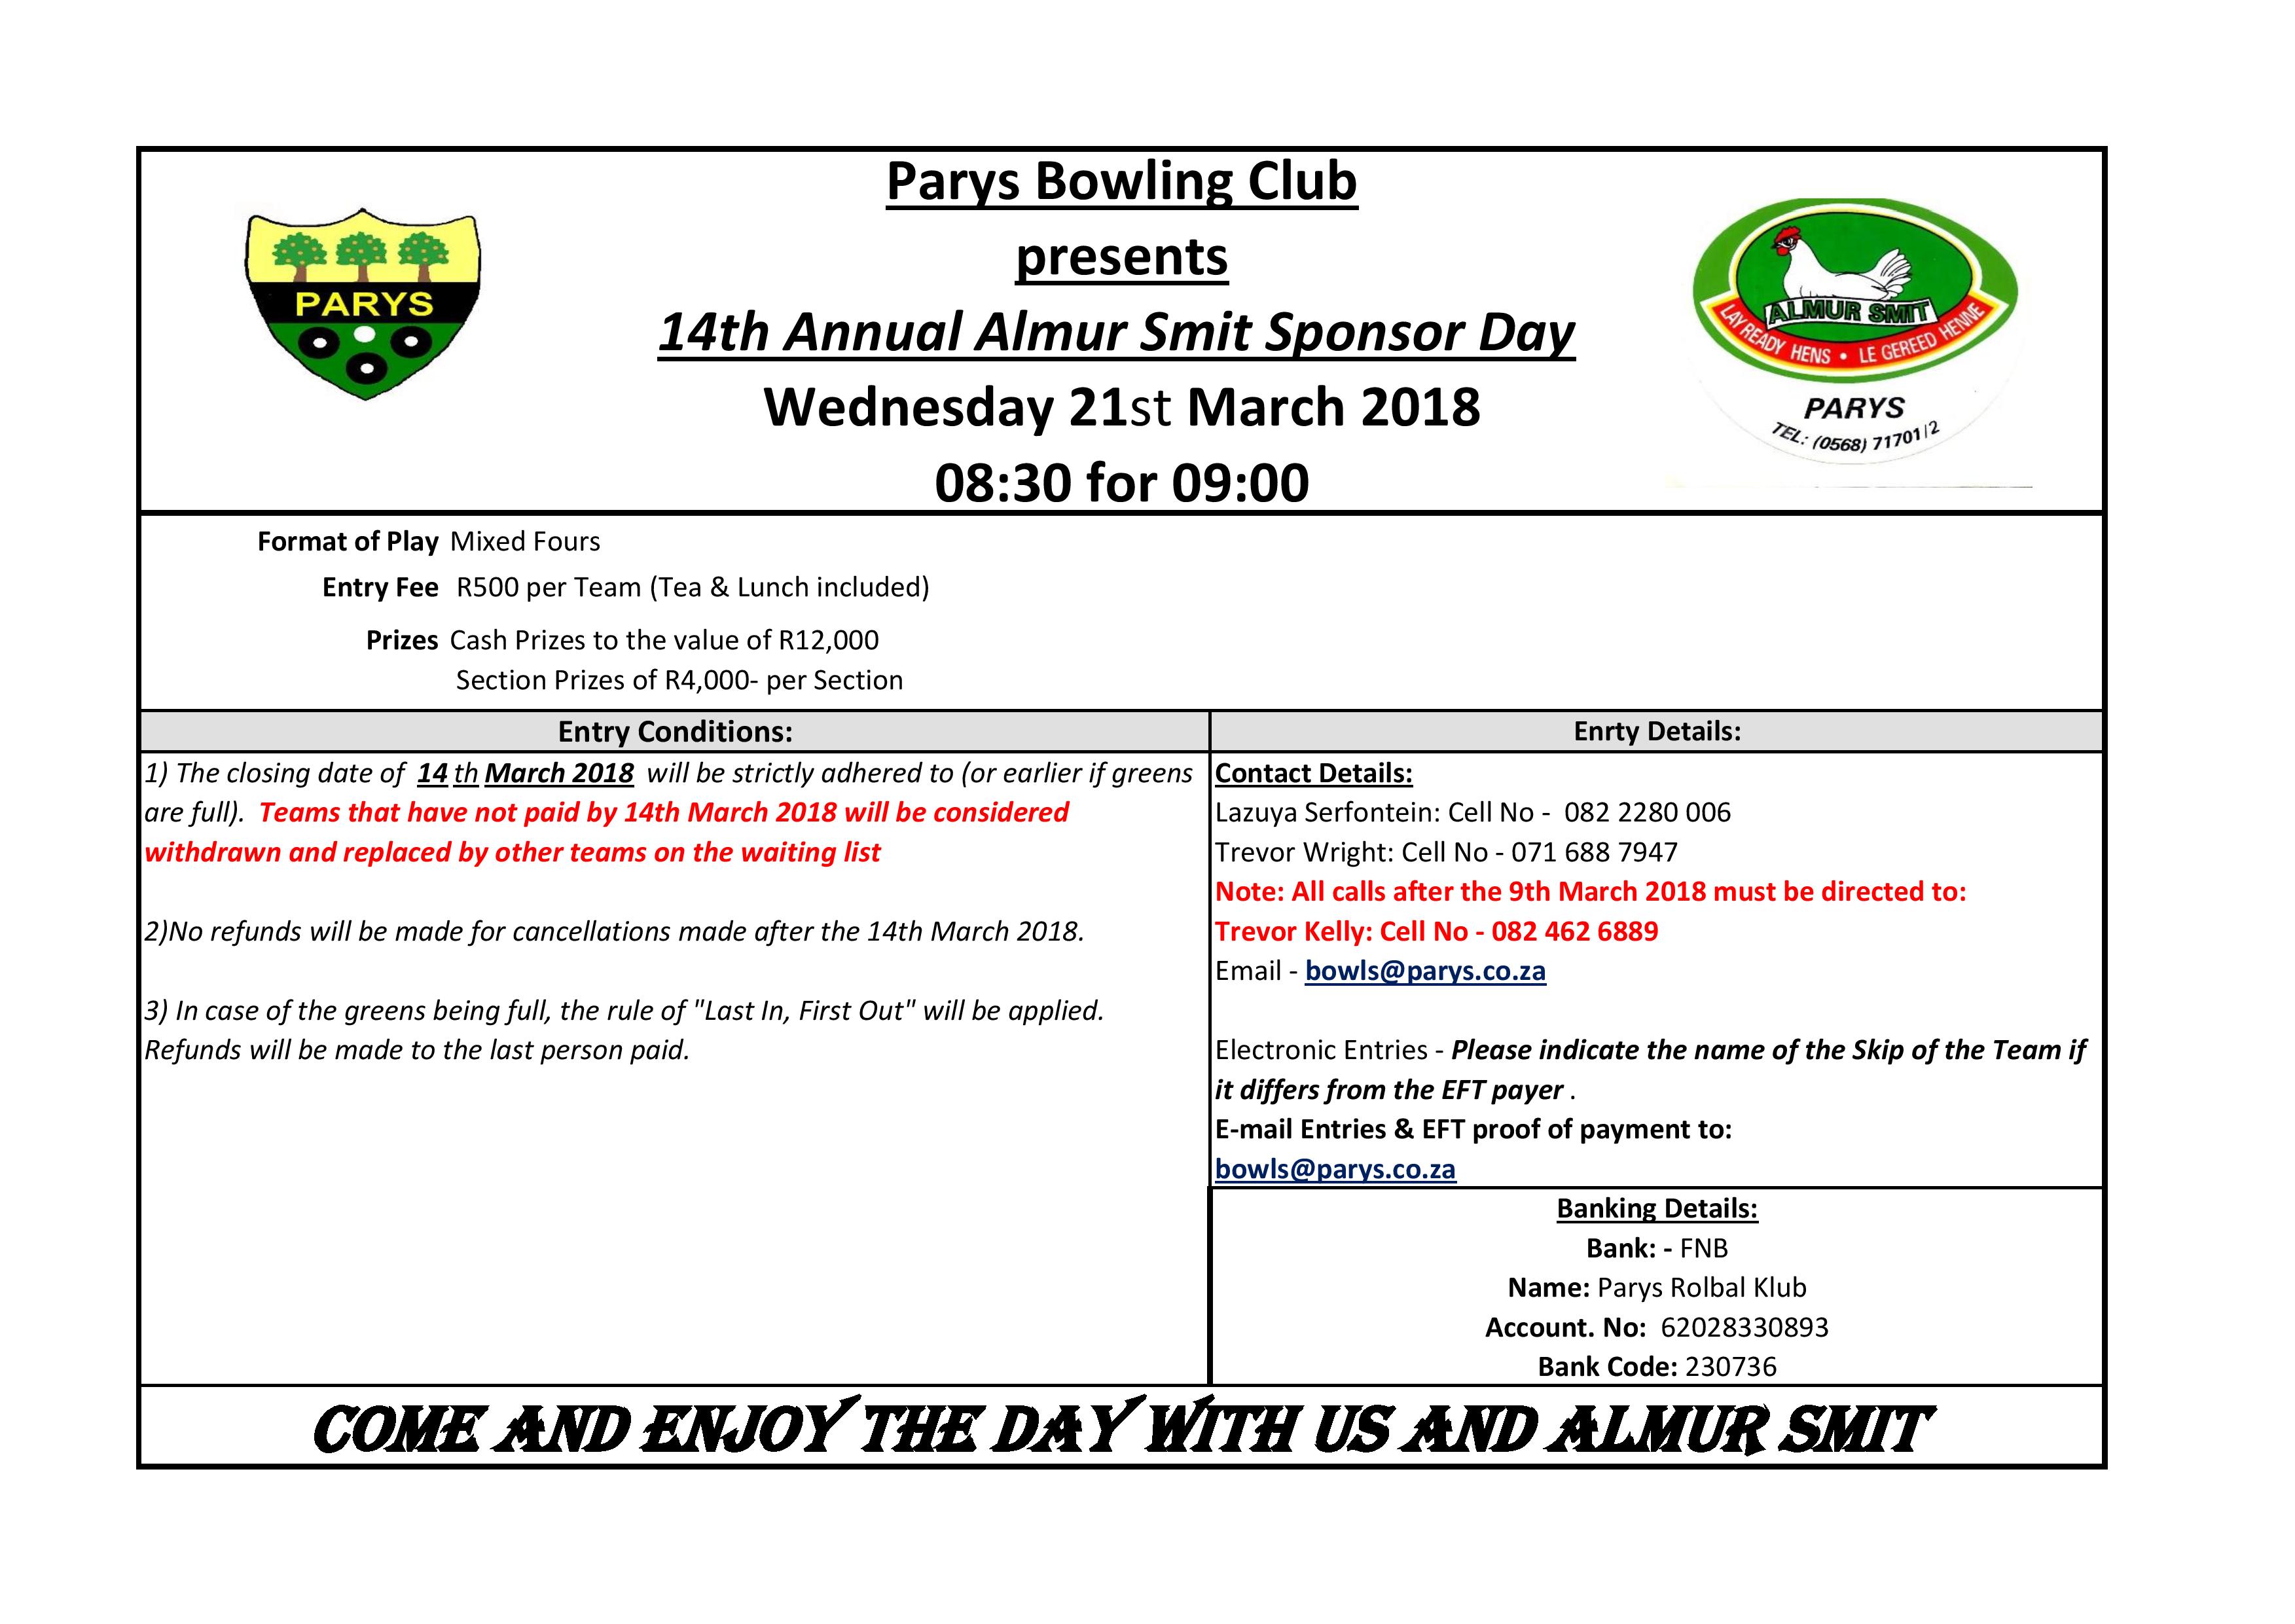 Parys Bowling Club
presents
14th Annual Almur Smit Sponsor Day
Wednesday 21st March 2018
08:30 for 09:00
PARYS
ALMUR SMIT
LAY READY HENS • LE GEREED HENNE
PARYS
TEL: (0568) 71701/2
Format of Play Mixed Fours
Entry Fee R500 per Team (Tea & Lunch included)
Prizes Cash Prizes to the value of R12,000
Section Prizes of R4,000- per Section
Entry Conditions:
1) The closing date of 14 th March 2018 will be strictly adhered to (or earlier if greens
are full). Teams that have not paid by 14th March 2018 will be considered
withdrawn and replaced by other teams on the waiting list
2)No refunds will be made for cancellations made after the 14th March 2018.
3) In case of the greens being full, the rule of "Last In, First Out" will be applied.
Refunds will be made to the last person paid.
Enrty Details:
Contact Details:
Lazuya Serfontein: Cell No - 082 2280 006
Trevor Wright: Cell No - 071 688 7947
Note: All calls after the 9th March 2018 must be directed to:
Trevor Kelly: Cell No - 082 462 6889
Email - bowls@parys.co.za
Electronic Entries - Please indicate the name of the Skip of the Team if
it differs from the EFT payer .
E-mail Entries & EFT proof of payment to:
bowls@parys.co.za
Banking Details:
Bank: - FNB
Name: Parys Rolbal Klub
Account. No: 62028330893
Bank Code: 230736
COME AND ENJOY THE DAY WITH US AND ALMUR SMIT